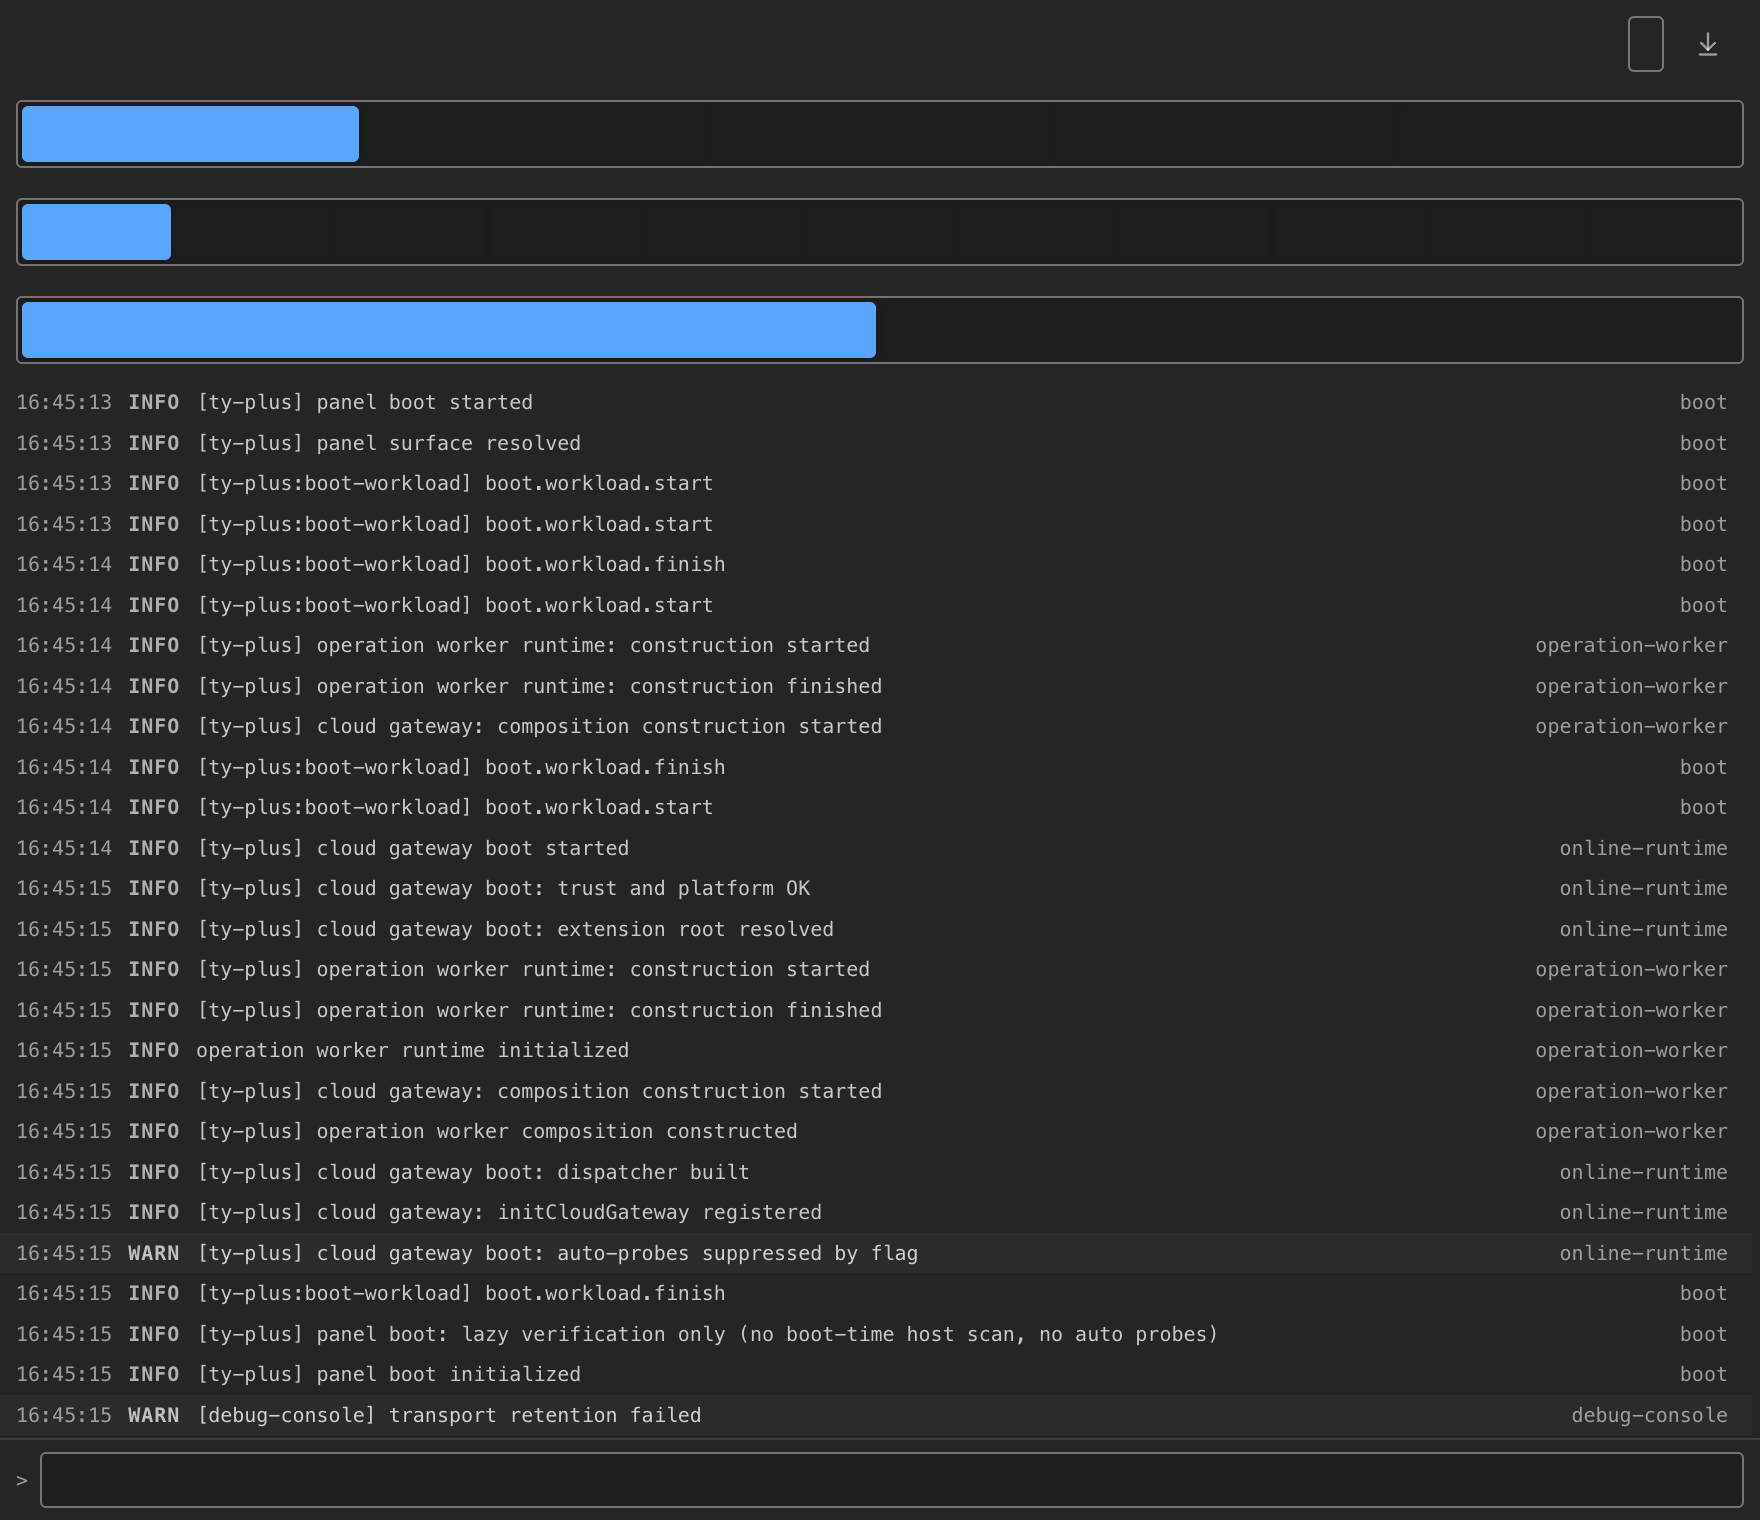 16:45:13 INFO [ty-plus] panel boot started boot
16:45:13 INFO [ty-plus] panel surface resolved boot
16:45:13 INFO [ty-plus:boot-workload] boot.workload.start boot
16:45:13 INFO [ty-plus:boot-workload] boot.workload.start boot
16:45:14 INFO [ty-plus:boot-workload] boot.workload.finish boot
16:45:14 INFO [ty-plus:boot-workload] boot.workload.start boot
16:45:14 INFO [ty-plus] operation worker runtime: construction started operation-worker
16:45:14 INFO [ty-plus] operation worker runtime: construction finished operation-worker
16:45:14 INFO [ty-plus] cloud gateway: composition construction started operation-worker
16:45:14 INFO [ty-plus:boot-workload] boot.workload.finish boot
16:45:14 INFO [ty-plus:boot-workload] boot.workload.start boot
16:45:14 INFO [ty-plus] cloud gateway boot started online-runtime
16:45:15 INFO [ty-plus] cloud gateway boot: trust and platform OK online-runtime
16:45:15 INFO [ty-plus] cloud gateway boot: extension root resolved online-runtime
16:45:15 INFO [ty-plus] operation worker runtime: construction started operation-worker
16:45:15 INFO [ty-plus] operation worker runtime: construction finished operation-worker
16:45:15 INFO operation worker runtime initialized operation-worker
16:45:15 INFO [ty-plus] cloud gateway: composition construction started operation-worker
16:45:15 INFO [ty-plus] operation worker composition constructed operation-worker
16:45:15 INFO [ty-plus] cloud gateway boot: dispatcher built online-runtime
16:45:15 INFO [ty-plus] cloud gateway: initCloudGateway registered online-runtime
16:45:15 WARN [ty-plus] cloud gateway boot: auto-probes suppressed by flag online-runtime
16:45:15 INFO [ty-plus:boot-workload] boot.workload.finish boot
16:45:15 INFO [ty-plus] panel boot: lazy verification only (no boot-time host scan, no auto probes) boot
16:45:15 INFO [ty-plus] panel boot initialized boot
16:45:15 WARN [debug-console] transport retention failed debug-console
>